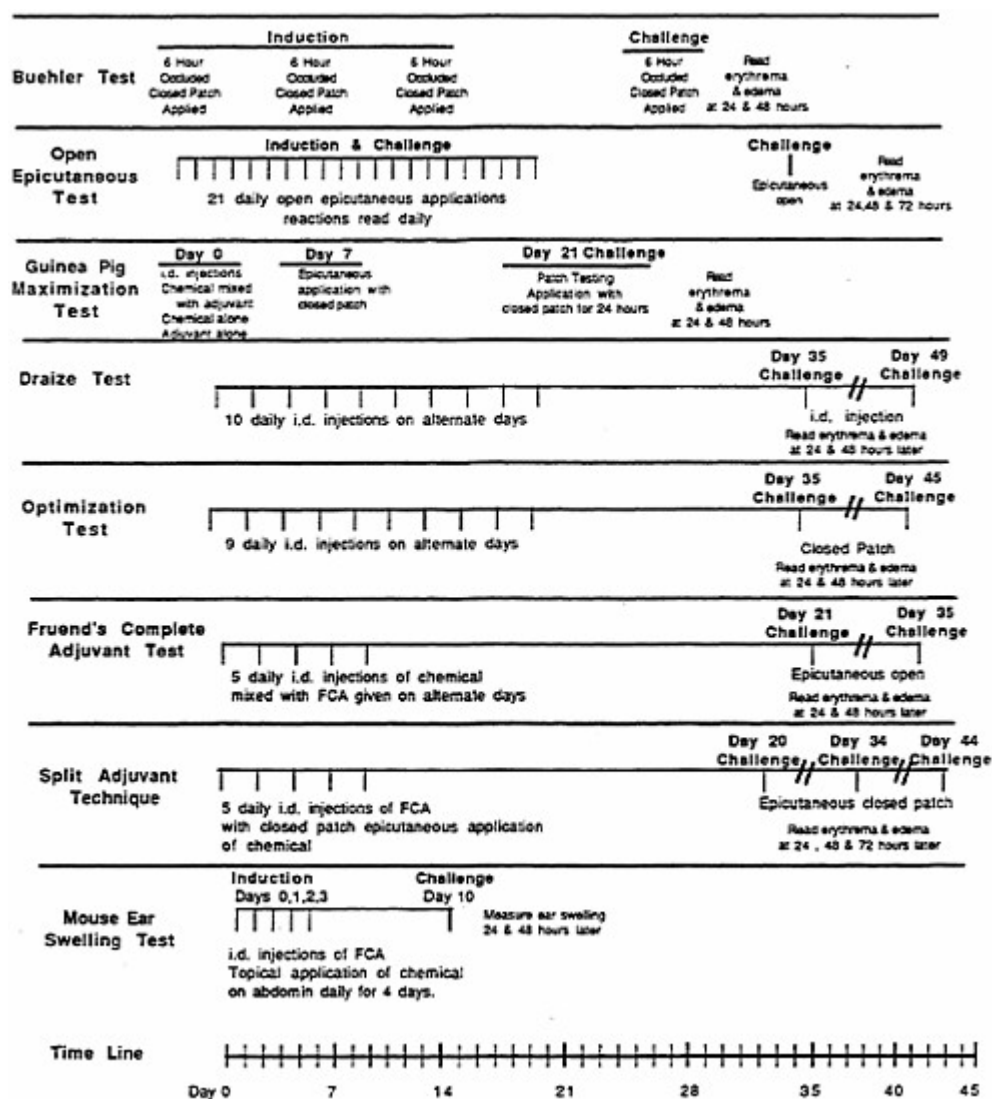 Induction
Challenge
Buehler Test
6 Hour
Occluded
Closed Patch
Applied
6 Hour
Occluded
Closed Patch
Applied
6 Hour
Occluded
Closed Patch
Applied
6 Hour
Occluded
Closed Patch
Applied
Read
erythrema
& edema
at 24 & 48 hours
Open
Epicutaneous
Test
Induction & Challenge
21 daily open epicutaneous applications
reactions read daily
Challenge
Epicutaneous
open
Read
erythrema
& edema
at 24,48 & 72 hours
Guinea Pig
Maximization
Test
Day 0
i.d. injections
Chemical mixed
with adjuvant
Chemical alone
Adjuvant alone
Day 7
Epicutaneous
application with
closed patch
Day 21 Challenge
Patch Testing
Application with
closed patch for 24 hours
Read
erythrema
& edema
at 24 & 48 hours
Draize Test
10 daily i.d. injections on alternate days
Day 35
Challenge
Day 49
Challenge
i.d. injection
Read erythrema & edema
at 24 & 48 hours later
Optimization
Test
9 daily i.d. injections on alternate days
Day 35
Challenge
Day 45
Challenge
Closed Patch
Read erythrema & edema
at 24 & 48 hours later
Fruend's Complete
Adjuvant Test
5 daily i.d. injections of chemical
mixed with FCA given on alternate days
Day 21
Challenge
Day 35
Challenge
Epicutaneous open
Read erythrema & edema
at 24 & 48 hours later
Split Adjuvant
Technique
5 daily i.d. injections of FCA
with closed patch epicutaneous application
of chemical
Day 20
Challenge
Day 34
Challenge
Day 44
Challenge
Epicutaneous closed patch
Read erythrema & edema
at 24 , 48 & 72 hours later
Mouse Ear
Swelling Test
Induction
Days 0,1,2,3
Challenge
Day 10
Measure ear swelling
24 & 48 hours later
i.d. injections of FCA
Topical application of chemical
on abdomin daily for 4 days.
Time Line
Day 0 7 14 21 28 35 40 45